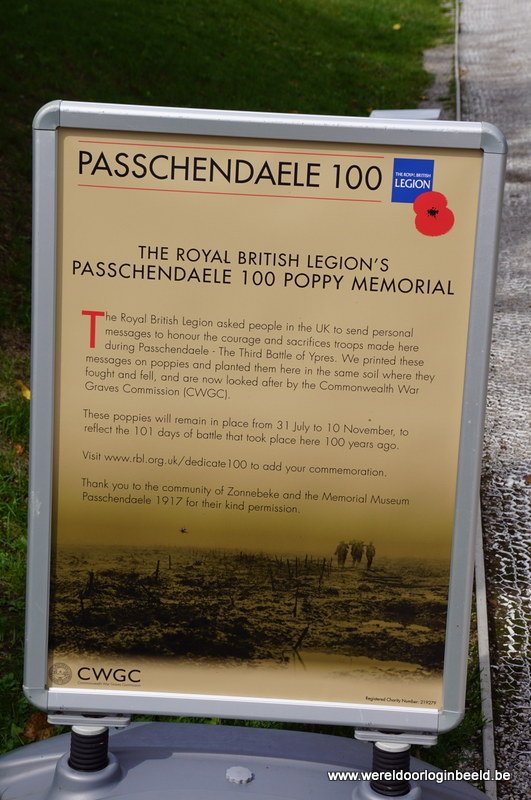 PASSCHENDAELE 100
THE ROYAL BRITISH
LEGION
THE ROYAL BRITISH LEGION'S
PASSCHENDAELE 100 POPPY MEMORIAL
The Royal British Legion asked people in the UK to send personal
messages to honour the courage and sacrifices troops made here
during Passchendaele - The Third Battle of Ypres. We printed these
messages on poppies and planted them here in the same soil where they
fought and fell, and are now looked after by the Commonwealth War
Graves Commission (CWGC).
These poppies will remain in place from 31 July to 10 November, to
reflect the 101 days of battle that took place here 100 years ago.
Visit www.rbl.org.uk/dedicate100 to add your commemoration.
Thank you to the community of Zonnebeke and the Memorial Museum
Passchendaele 1917 for their kind permission.
CWGC
Commonwealth War Graves Commission
Registered Charity Number: 219279
www.wereldoorloginbeeld.be